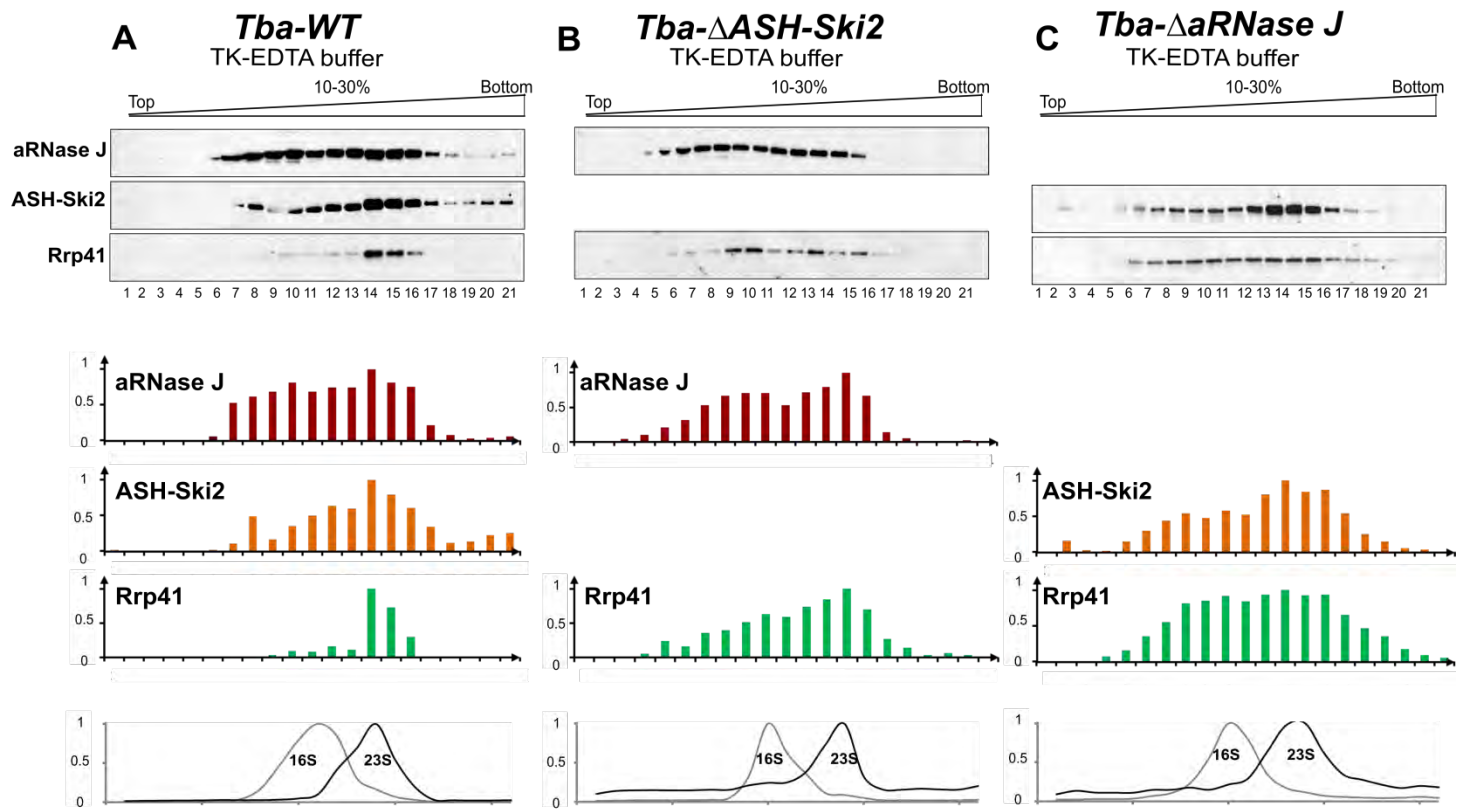 A Tba-WT
TK-EDTA buffer
10-30%
Top Bottom
aRNase J
ASH-Ski2
Rrp41
1 2 3 4 5 6 7 8 9 10 11 12 13 14 15 16 17 18 19 20 21
B Tba-ΔASH-Ski2
TK-EDTA buffer
10-30%
Top Bottom
1 2 3 4 5 6 7 8 9 10 11 12 13 14 15 16 17 18 19 20 21
C Tba-ΔaRNase J
TK-EDTA buffer
10-30%
Top Bottom
1 2 3 4 5 6 7 8 9 10 11 12 13 14 15 16 17 18 19 20 21
1 aRNase J
0.5
0
1 aRNase J
0.5
0
1 ASH-Ski2
0.5
0
1 ASH-Ski2
0.5
0
1 Rrp41
0.5
0
1 Rrp41
0.5
0
1 Rrp41
0.5
0
1
0.5 16S 23S
0
1
0.5 16S 23S
0
1
0.5 16S 23S
0